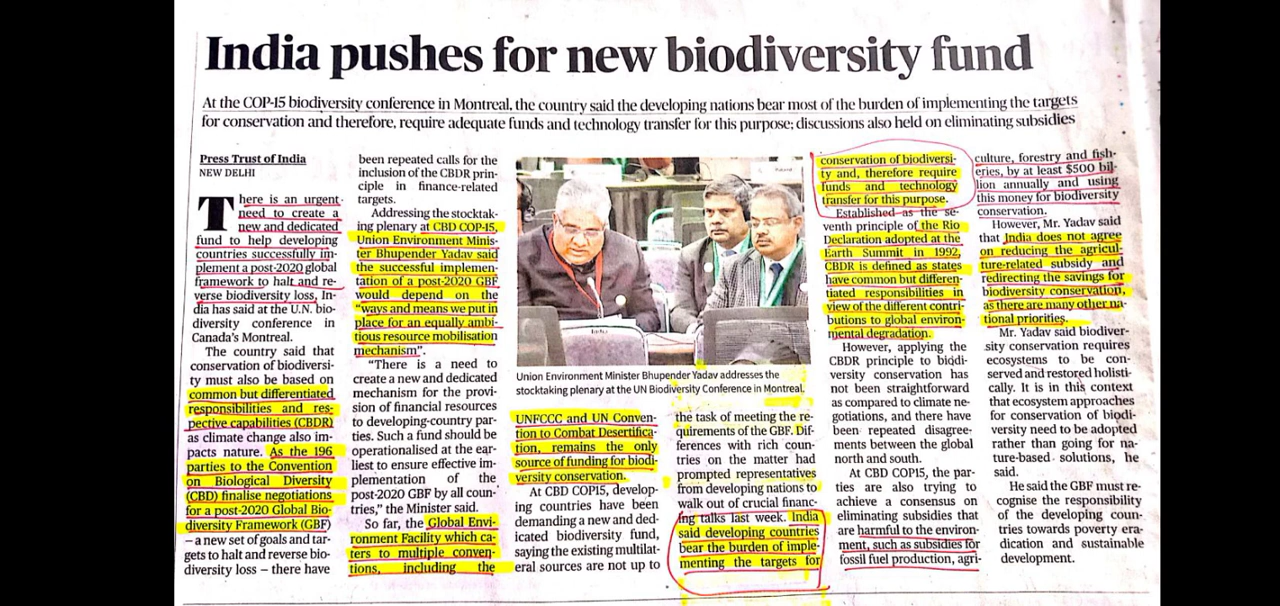 India pushes for new biodiversity fund
At the COP-15 biodiversity conference in Montreal, the country said the developing nations bear most of the burden of implementing the targets
for conservation and therefore, require adequate funds and technology transfer for this purpose; discussions also held on eliminating subsidies
Press Trust of India
NEW DELHI
There is an urgent
need to create a
new and dedicated
fund to help developing
countries successfully im-
plement a post-2020 global
framework to halt and re-
verse biodiversity loss, In-
dia has said at the U.N. bio-
diversity conference in
Canada's Montreal.
The country said that
conservation of biodiversi-
ty must also be based on
common but differentiated
responsibilities and res-
pective capabilities (CBDR)
as climate change also im-
pacts nature. As the 196
parties to the Convention
on Biological Diversity
(CBD) finalise negotiations
for a post-2020 Global Bio-
diversity Framework (GBF)
– a new set of goals and tar-
gets to halt and reverse bio-
diversity loss – there have
been repeated calls for the
inclusion of the CBDR prin-
ciple in finance-related
targets.
Addressing the stocktak-
ing plenary at CBD COP-15,
Union Environment Minis-
ter Bhupender Yadav said
the successful implemen-
tation of a post-2020 GBF
would depend on the
"ways and means we put in
place for an equally ambi-
tious resource mobilisation
mechanism".
"There is a need to
create a new and dedicated
mechanism for the provi-
sion of financial resources
to developing-country par-
ties. Such a fund should be
operationalised at the ear-
liest to ensure effective im-
plementation of the
post-2020 GBF by all coun-
tries," the Minister said.
So far, the Global Envi-
ronment Facility which ca-
ters to multiple conven-
tions, including the
India
Union Environment Minister Bhupender Yadav addresses the
stocktaking plenary at the UN Biodiversity Conference in Montreal.
UNFCCC and UN Conven-
tion to Combat Desertifica-
tion, remains the only
source of funding for biodi-
versity conservation.
At CBD COP15, develop-
ing countries have been
demanding a new and ded-
icated biodiversity fund,
saying the existing multilat-
eral sources are not up to
the task of meeting the re-
quirements of the GBF. Dif-
ferences with rich coun-
tries on the matter had
prompted representatives
from developing nations to
walk out of crucial financ-
ing talks last week. India
said developing countries
bear the burden of imple-
menting the targets for
conservation of biodiversi-
ty and, therefore require
funds and technology
transfer for this purpose.
Established as the se-
venth principle of the Rio
Declaration adopted at the
Earth Summit in 1992,
CBDR is defined as states
have common but differen-
tiated responsibilities in
view of the different contri-
butions to global environ-
mental degradation.
However, applying the
CBDR principle to biodi-
versity conservation has
not been straightforward
as compared to climate ne-
gotiations, and there have
been repeated disagree-
ments between the global
north and south.
At CBD COP15, the par-
ties are also trying to
achieve a consensus on
eliminating subsidies that
are harmful to the environ-
ment, such as subsidies for
fossil fuel production, agri-
culture, forestry and fish-
eries, by at least $500 bil-
lion annually and using
this money for biodiversity
conservation.
However, Mr. Yadav said
that India does not agree
on reducing the agricul-
ture-related subsidy and
redirecting the savings for
biodiversity conservation,
as there are many other na-
tional priorities.
Mr. Yadav said biodiver-
sity conservation requires
ecosystems to be con-
served and restored holisti-
cally. It is in this context
that ecosystem approaches
for conservation of biodi-
versity need to be adopted
rather than going for na-
ture-based solutions, he
said.
He said the GBF must re-
cognise the responsibility
of the developing coun-
tries towards poverty era-
dication and sustainable
development.